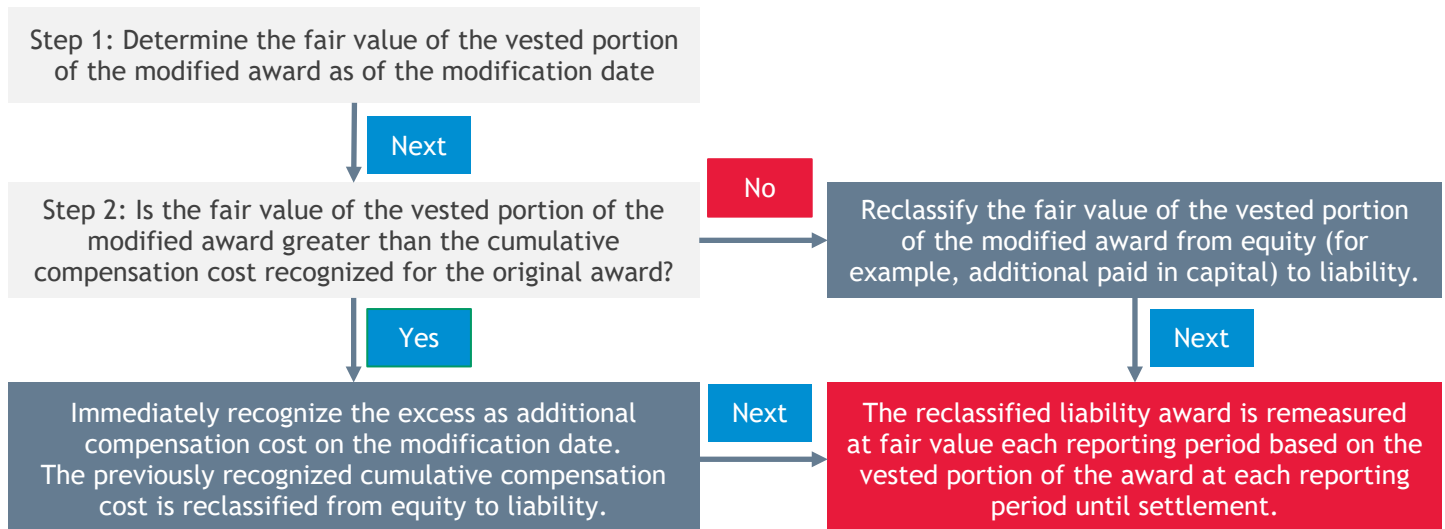 Step 1: Determine the fair value of the vested portion
of the modified award as of the modification date
Next
Step 2: Is the fair value of the vested portion of the
modified award greater than the cumulative
compensation cost recognized for the original award?
No
Reclassify the fair value of the vested portion
of the modified award from equity (for
example, additional paid in capital) to liability.
Yes
Next
Immediately recognize the excess as additional
compensation cost on the modification date.
The previously recognized cumulative compensation
cost is reclassified from equity to liability.
Next
The reclassified liability award is remeasured
at fair value each reporting period based on the
vested portion of the award at each reporting
period until settlement.